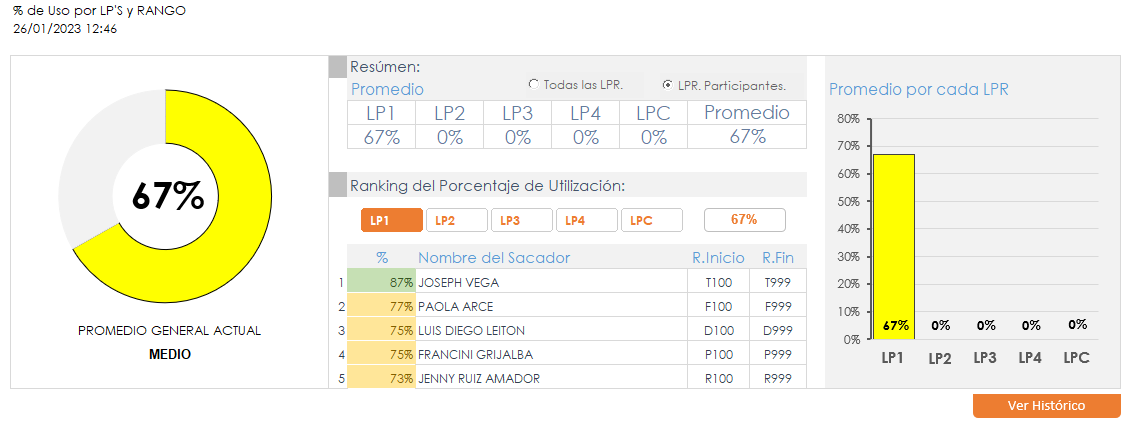 % de Uso por LP'S y RANGO
26/01/2023 12:46
67%
PROMEDIO GENERAL ACTUAL
MEDIO
Resúmen:
Promedio
Todas las LPR.
LPR. Participantes.
LP1 LP2 LP3 LP4 LPC Promedio
67% 0% 0% 0% 0% 67%
Ranking del Porcentaje de Utilización:
LP1 LP2 LP3 LP4 LPC 67%
% Nombre del Sacador R.Inicio R.Fin
1 87% JOSEPH VEGA T100 T999
2 77% PAOLA ARCE F100 F999
3 75% LUIS DIEGO LEITON D100 D999
4 75% FRANCINI GRIJALBA P100 P999
5 73% JENNY RUIZ AMADOR R100 R999
Promedio por cada LPR
80%
70%
60%
50%
40%
30%
20%
10%
0%
67% 0% 0% 0% 0%
LP1 LP2 LP3 LP4 LPC
Ver Histórico